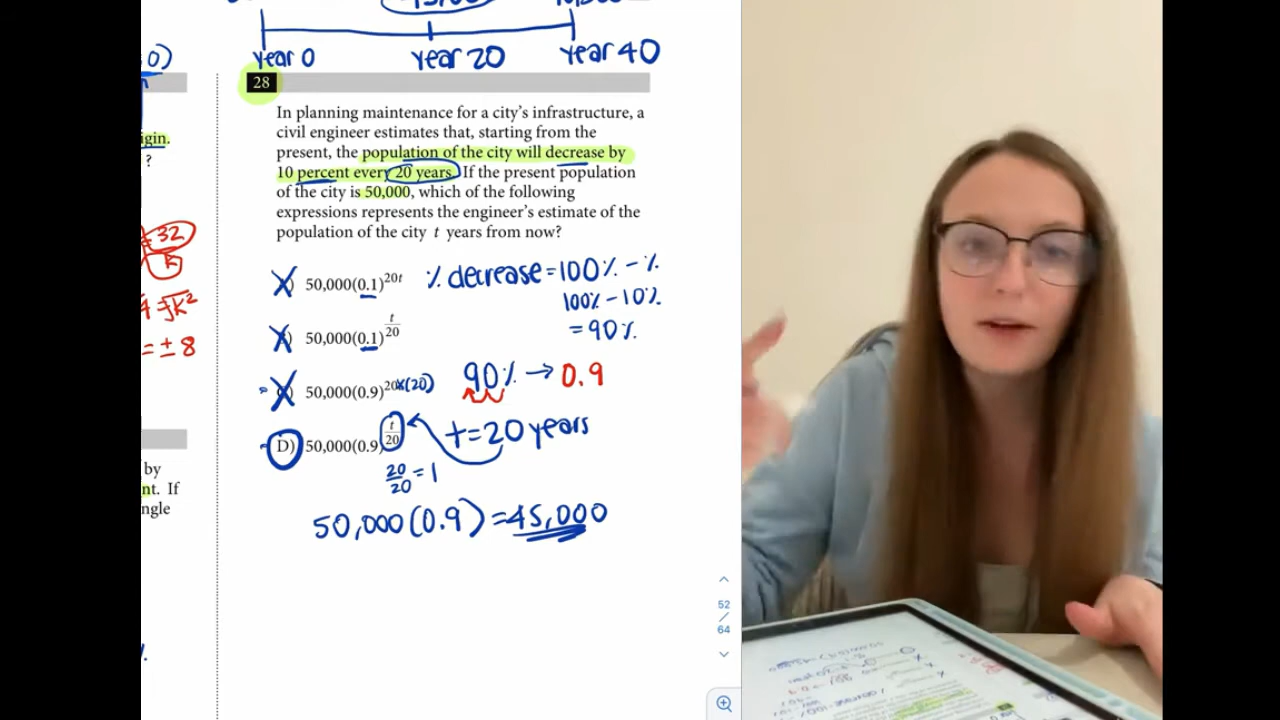 year 0
year 20
year 40
28
In planning maintenance for a city's infrastructure, a
civil engineer estimates that, starting from the
present, the population of the city will decrease by
10 percent every 20 years. If the present population
of the city is 50,000, which of the following
expressions represents the engineer's estimate of the
population of the city t years from now?
50,000(0.1)^20t
50,000(0.1)^t/20
50,000(0.9)^20 x(20)
D) 50,000(0.9)^t/20
% decrease = 100% - %
100% - 10%
= 90%
90% → 0.9
t = 20 years
20/20 = 1
50,000(0.9) = 45,000
0)
igin.
?
= 32
k
= √k²
= ± 8
by
nt. If
ngle
52
/
64